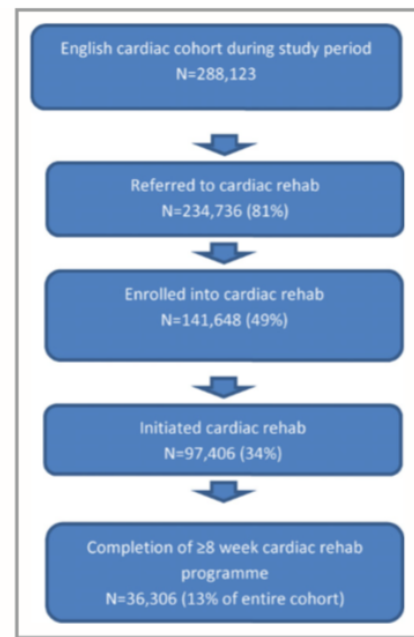 English cardiac cohort during study period
N=288,123
Referred to cardiac rehab
N=234,736 (81%)
Enrolled into cardiac rehab
N=141,648 (49%)
Initiated cardiac rehab
N=97,406 (34%)
Completion of ≥8 week cardiac rehab
programme
N=36,306 (13% of entire cohort)